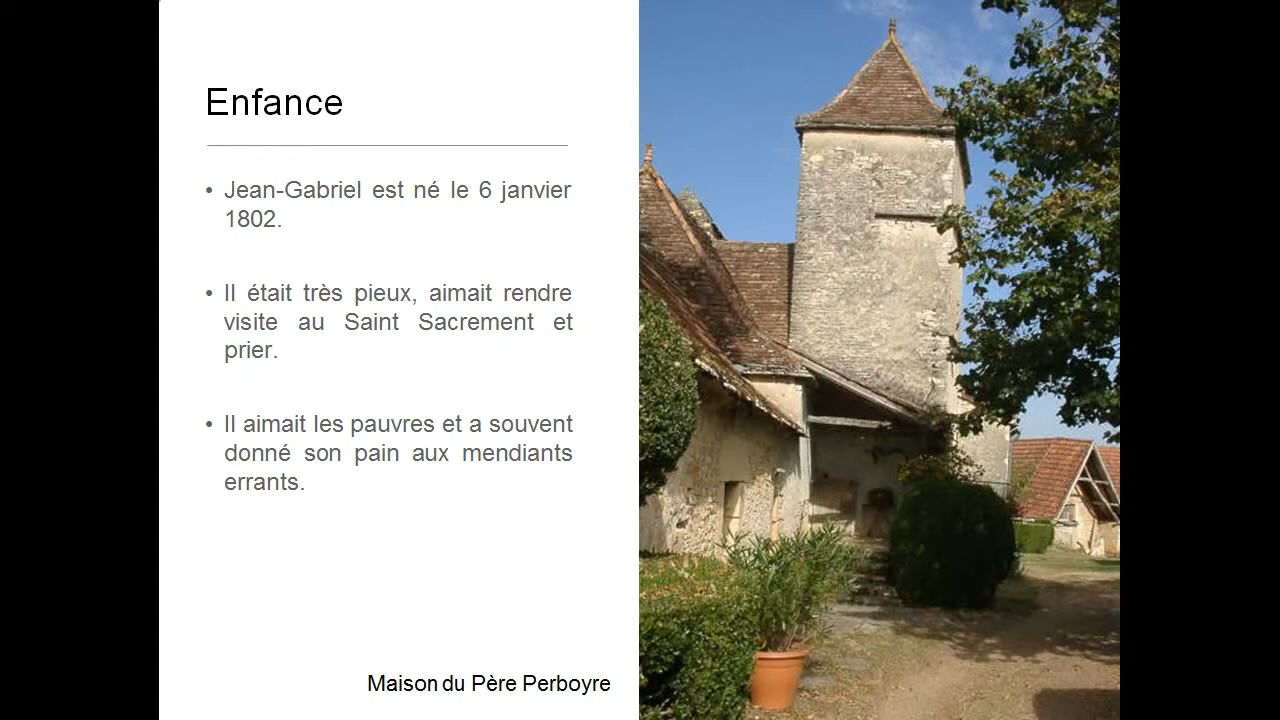 Enfance
• Jean-Gabriel est né le 6 janvier
1802.
• Il était très pieux, aimait rendre
visite au Saint Sacrement et
prier.
• Il aimait les pauvres et a souvent
donné son pain aux mendiants
errants.
Maison du Père Perboyre